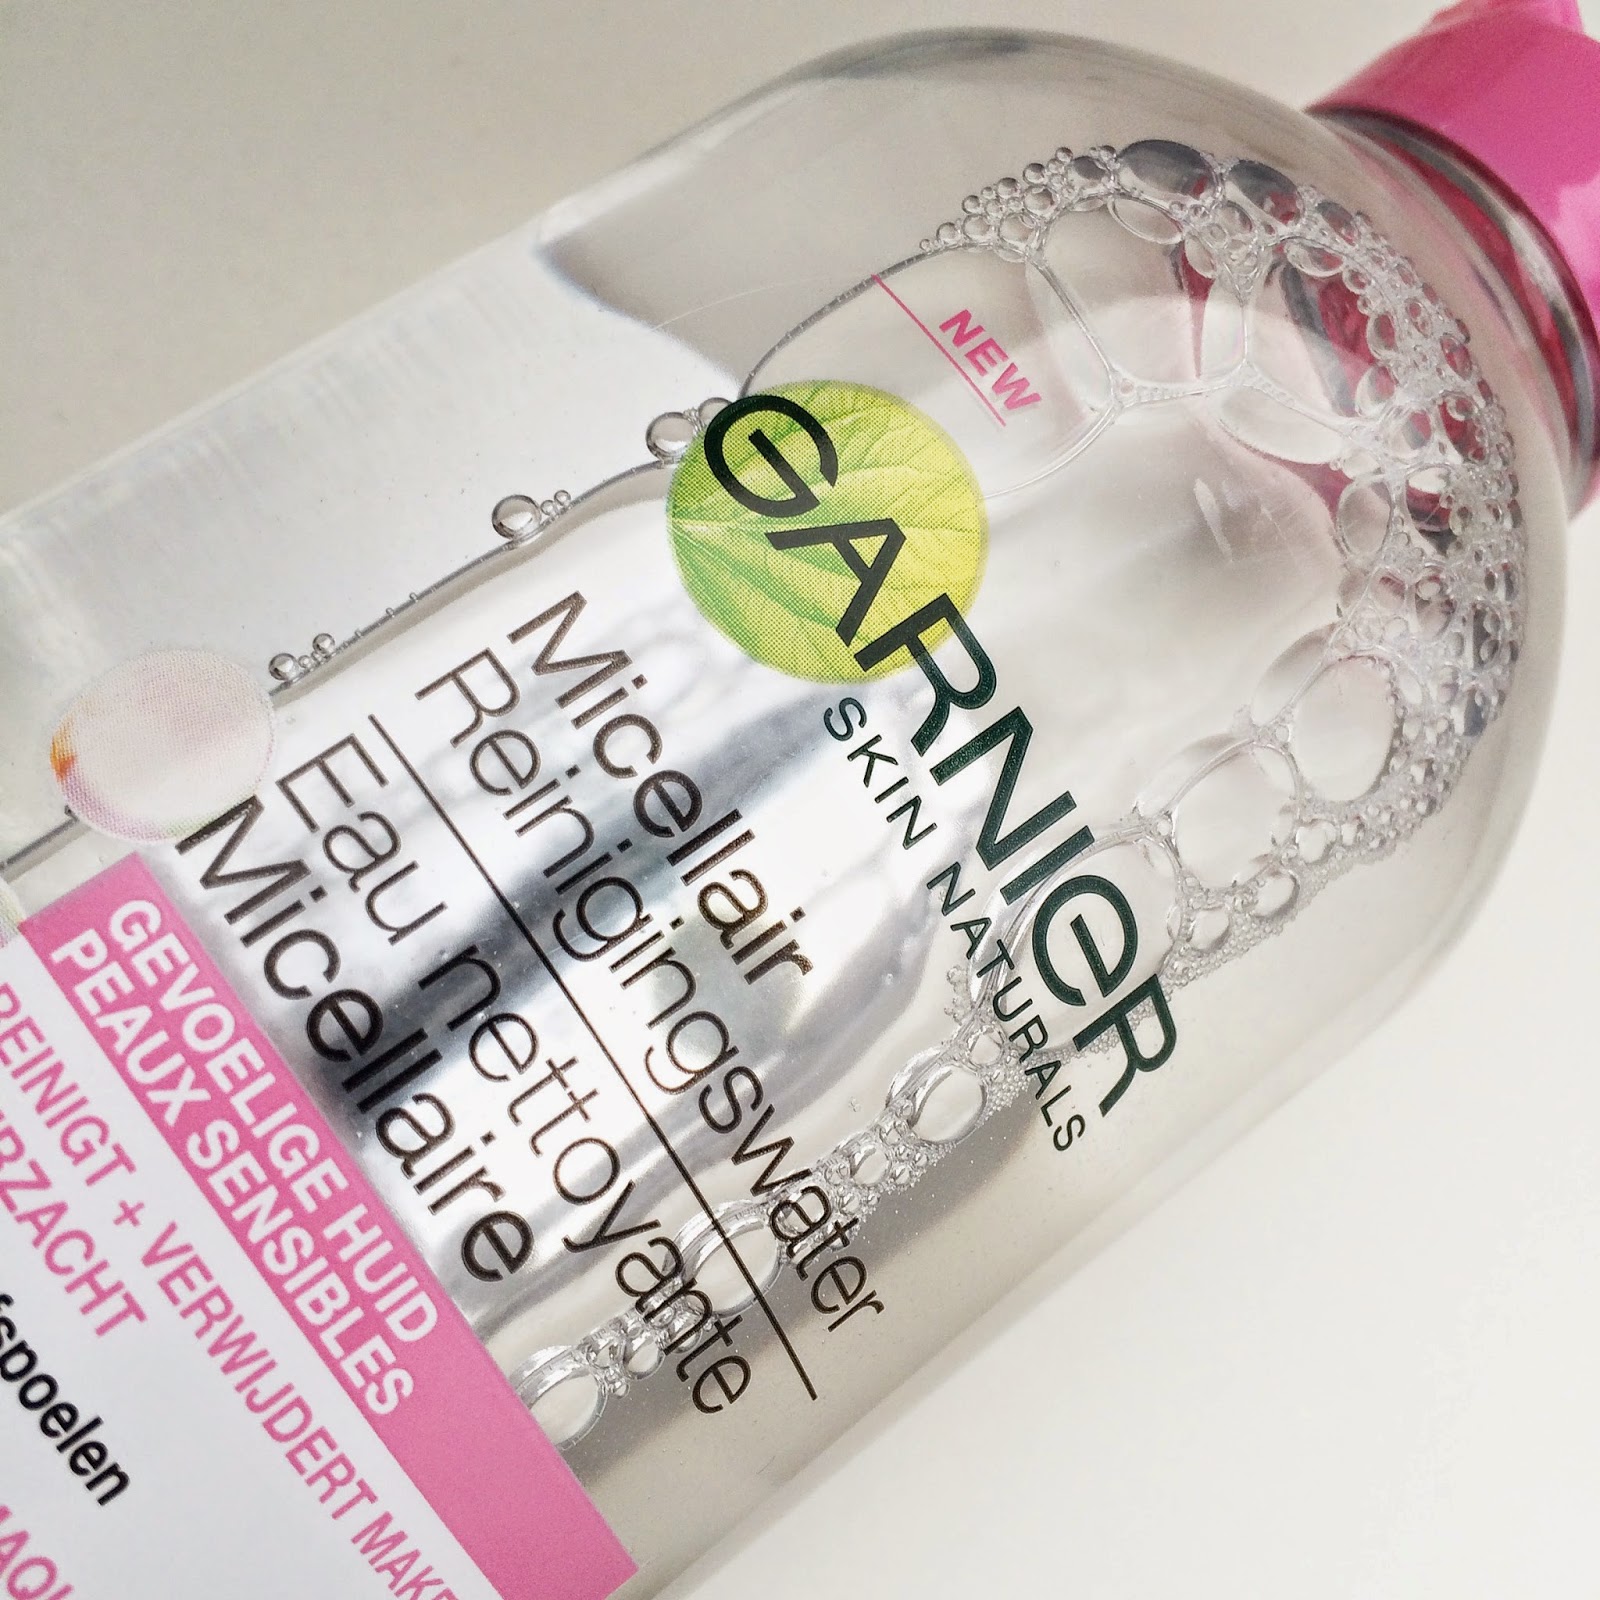 NEW
GARNIER
SKIN NATURALS
Micellair
Reinigingswater
Eau nettoyante
Micellaire
GEVOELIGE HUID
PEAUX SENSIBLES
REINIGT + VERWIJDERT